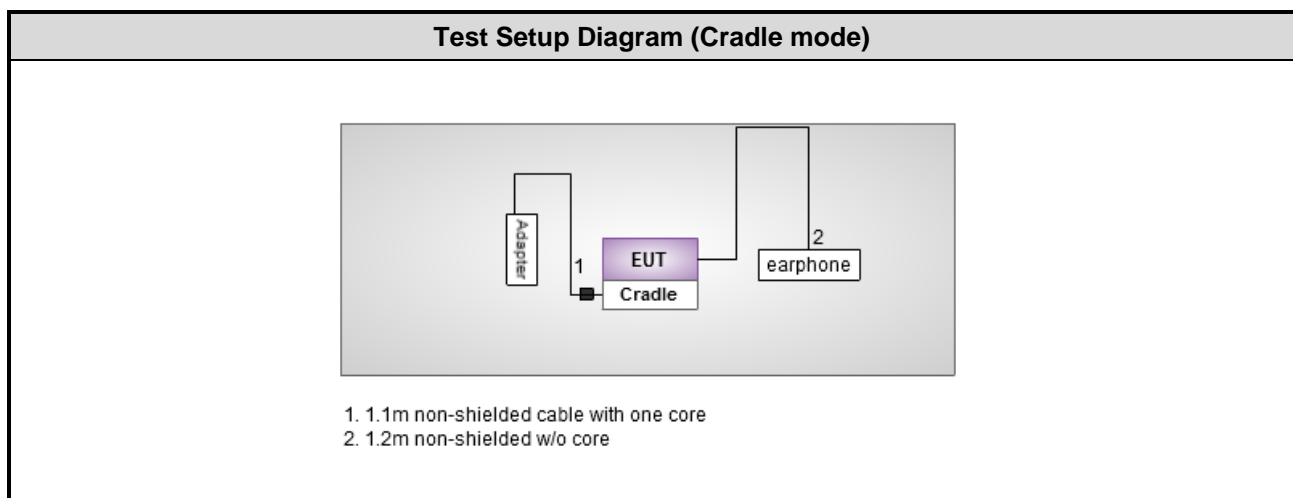 Test Setup Diagram (Cradle mode)
Adapter
1
EUT
Cradle
2
earphone
1. 1.1m non-shielded cable with one core
2. 1.2m non-shielded w/o core